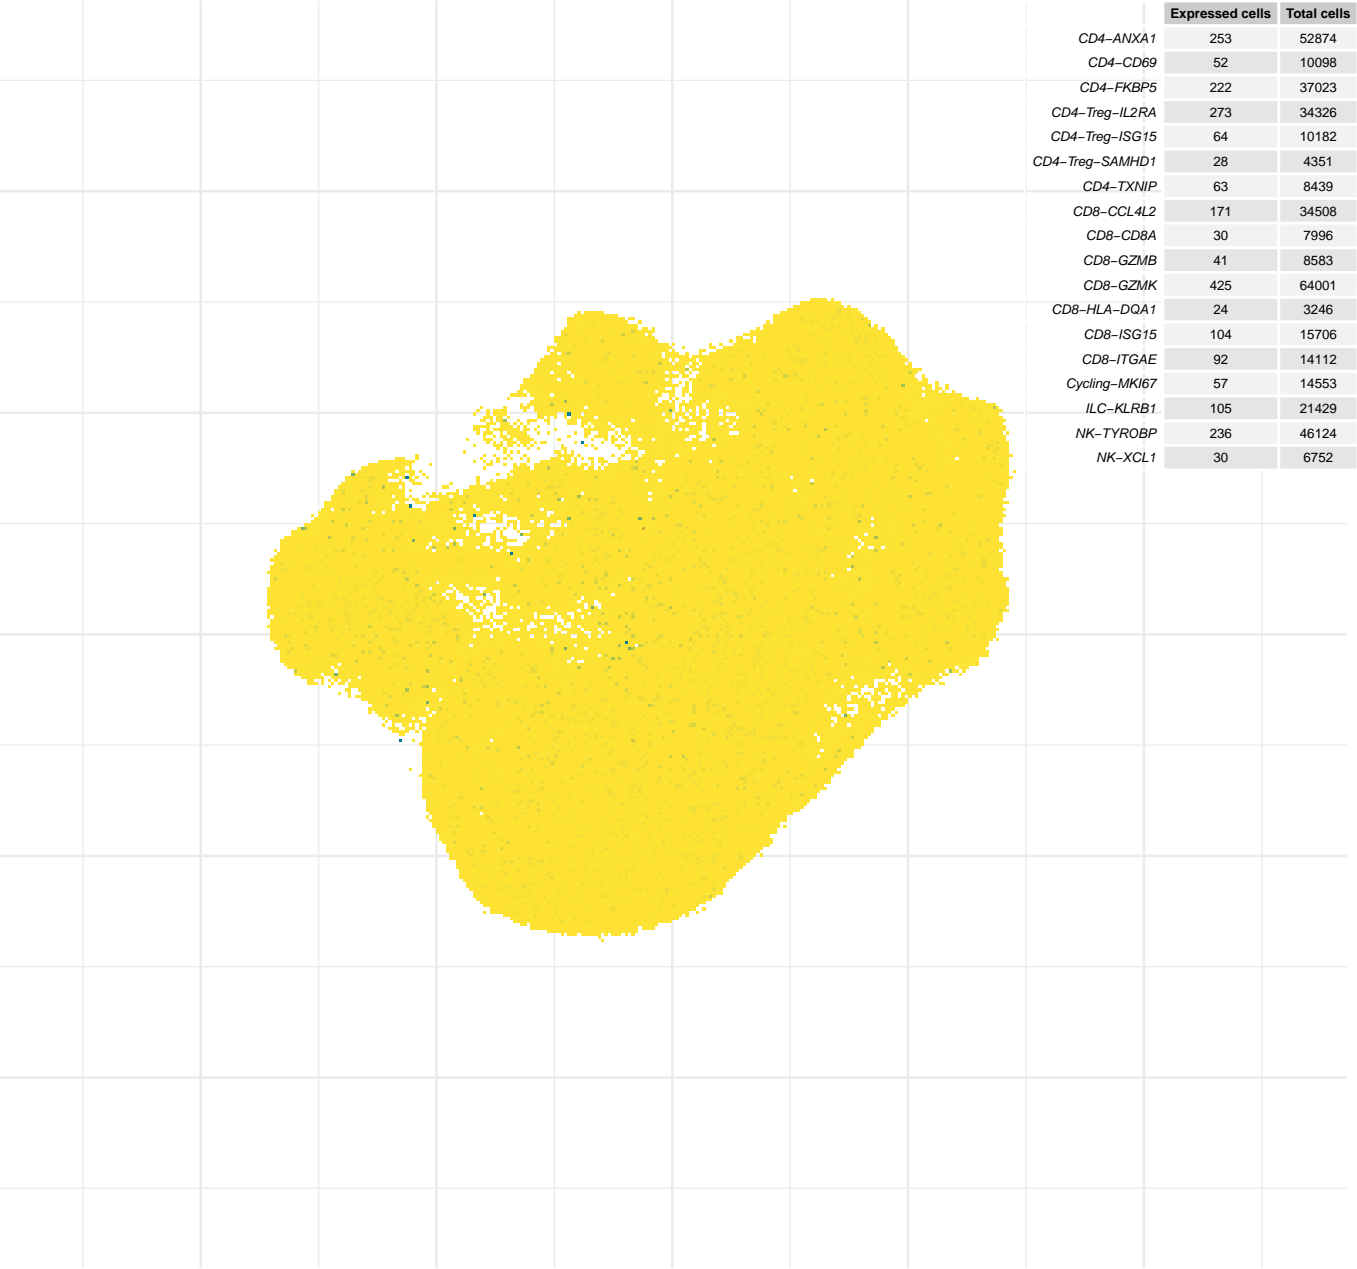 Expressed cells Total cells
CD4−ANXA1 253 52874
CD4−CD69 52 10098
CD4−FKBP5 222 37023
CD4−Treg−IL2RA 273 34326
CD4−Treg−ISG15 64 10182
CD4−Treg−SAMHD1 28 4351
CD4−TXNIP 63 8439
CD8−CCL4L2 171 34508
CD8−CD8A 30 7996
CD8−GZMB 41 8583
CD8−GZMK 425 64001
CD8−HLA−DQA1 24 3246
CD8−ISG15 104 15706
CD8−ITGAE 92 14112
Cycling−MKI67 57 14553
ILC−KLRB1 105 21429
NK−TYROBP 236 46124
NK−XCL1 30 6752